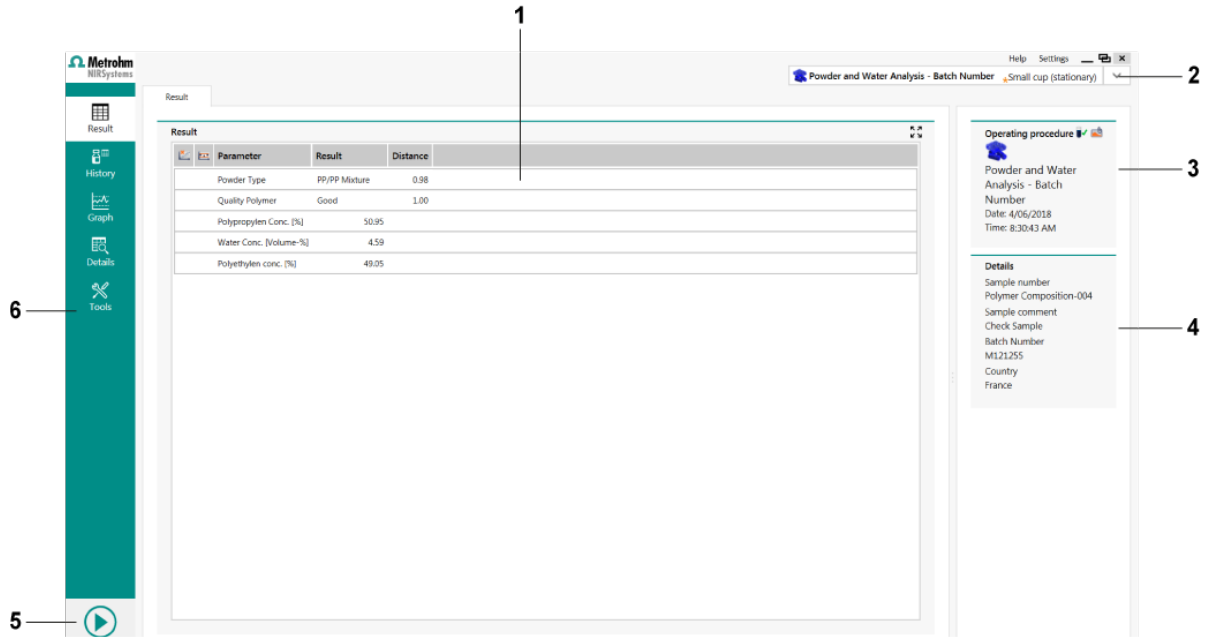 1
Metrohm
NIRSystems
Help Settings
Powder and Water Analysis - Batch Number Small cup (stationary)
2
Result
Result
Result
Operating procedure
Parameter Result Distance
Powder Type PP/PP Mixture 0.98
Quality Polymer Good 1.00
Polypropylen Conc. [%] 50.95
Water Conc. [Volume-%] 4.59
Polyethylen conc. [%] 49.05
History
Graph
Details
Tools
6
5
Powder and Water
Analysis - Batch
Number
Date: 4/06/2018
Time: 8:30:43 AM
3
Details
Sample number
Polymer Composition-004
Sample comment
Check Sample
Batch Number
M121255
Country
France
4